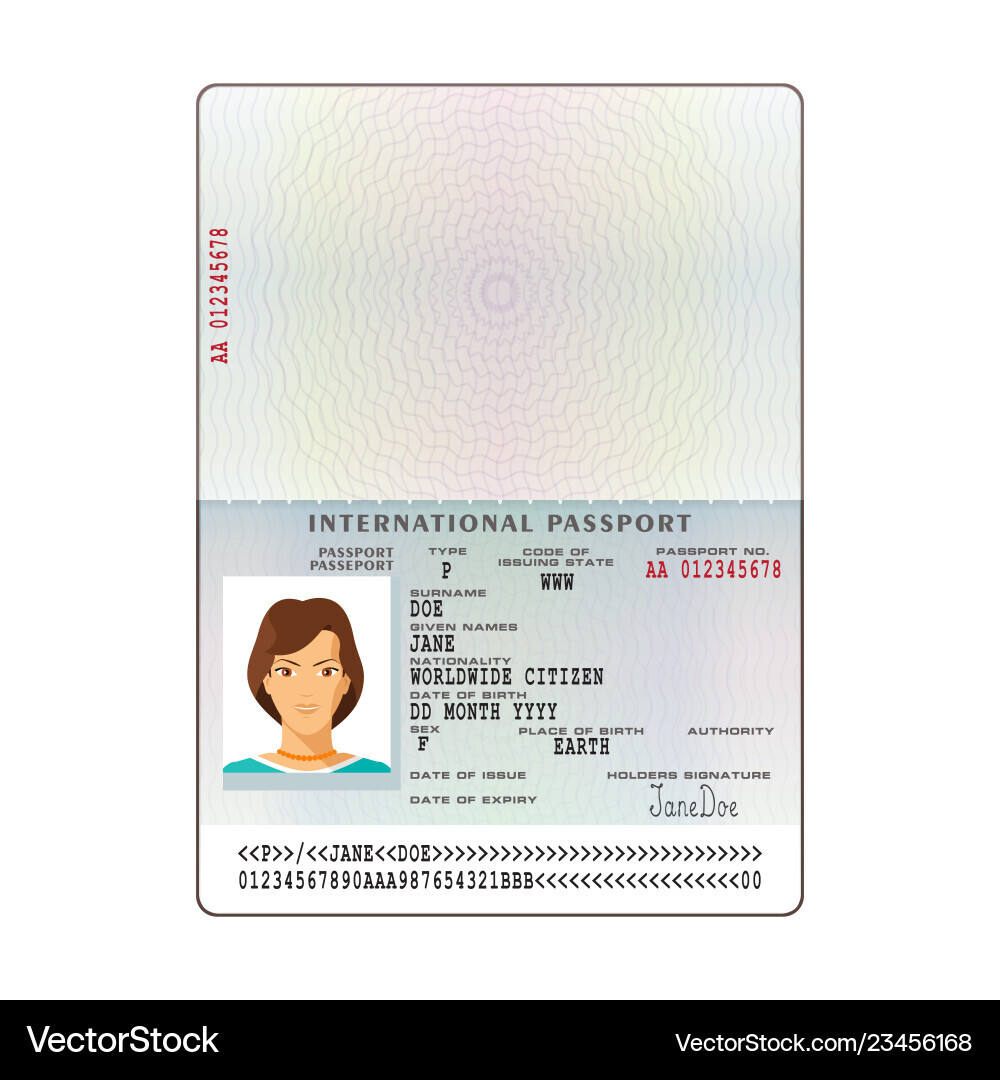 AA 012345678
INTERNATIONAL PASSPORT
PASSPORT
PASSEPORT
TYPE
P
CODE OF
ISSUING STATE
WWW
PASSPORT NO.
AA 012345678
SURNAME
DOE
GIVEN NAMES
JANE
NATIONALITY
WORLDWIDE CITIZEN
DATE OF BIRTH
DD MONTH YYYY
SEX
F
PLACE OF BIRTH
EARTH
AUTHORITY
DATE OF ISSUE
HOLDERS SIGNATURE
JaneDoe
DATE OF EXPIRY
<<P>>/<<JANE<<DOE>>>>>>>>>>>>>>>>>>>>>>>>>>>>>
01234567890AAA987654321BBB<<<<<<<<<<<<<<<<<<00
VectorStock
VectorStock.com/23456168